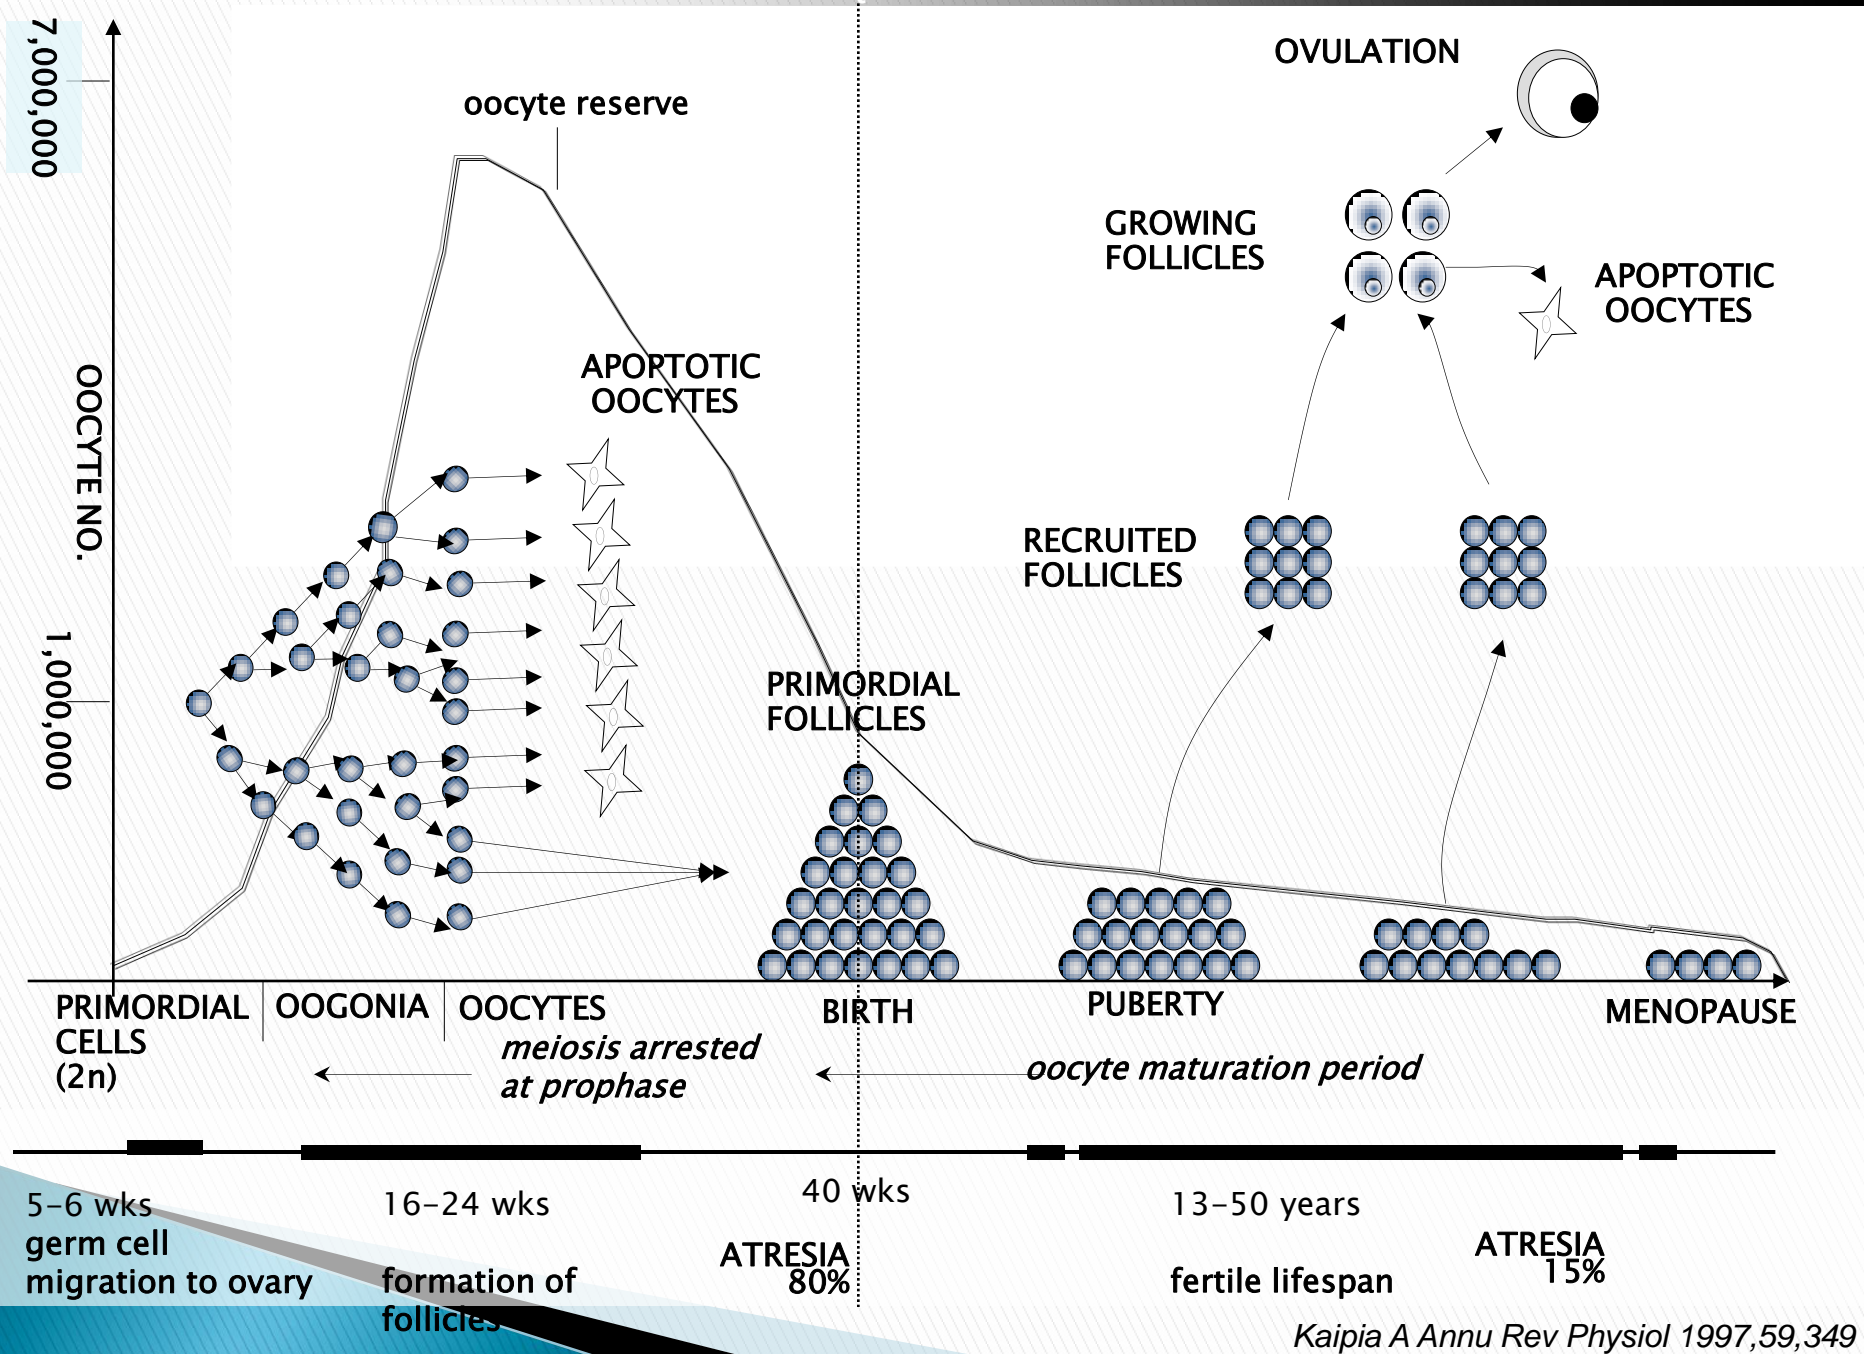 7,000,000
OOCYTE NO.
1,000,000
oocyte reserve
OVULATION
GROWING
FOLLICLES
APOPTOTIC
OOCYTES
APOPTOTIC
OOCYTES
RECRUITED
FOLLICLES
PRIMORDIAL
FOLLICLES
PRIMORDIAL
CELLS
(2n)
OOGONIA
OOCYTES
meiosis arrested
at prophase
BIRTH
PUBERTY
MENOPAUSE
oocyte maturation period
5-6 wks
germ cell
migration to ovary
16-24 wks
formation of
follicles
40 wks
ATRESIA
80%
13-50 years
fertile lifespan
ATRESIA
15%
Kaipia A Annu Rev Physiol 1997,59,349